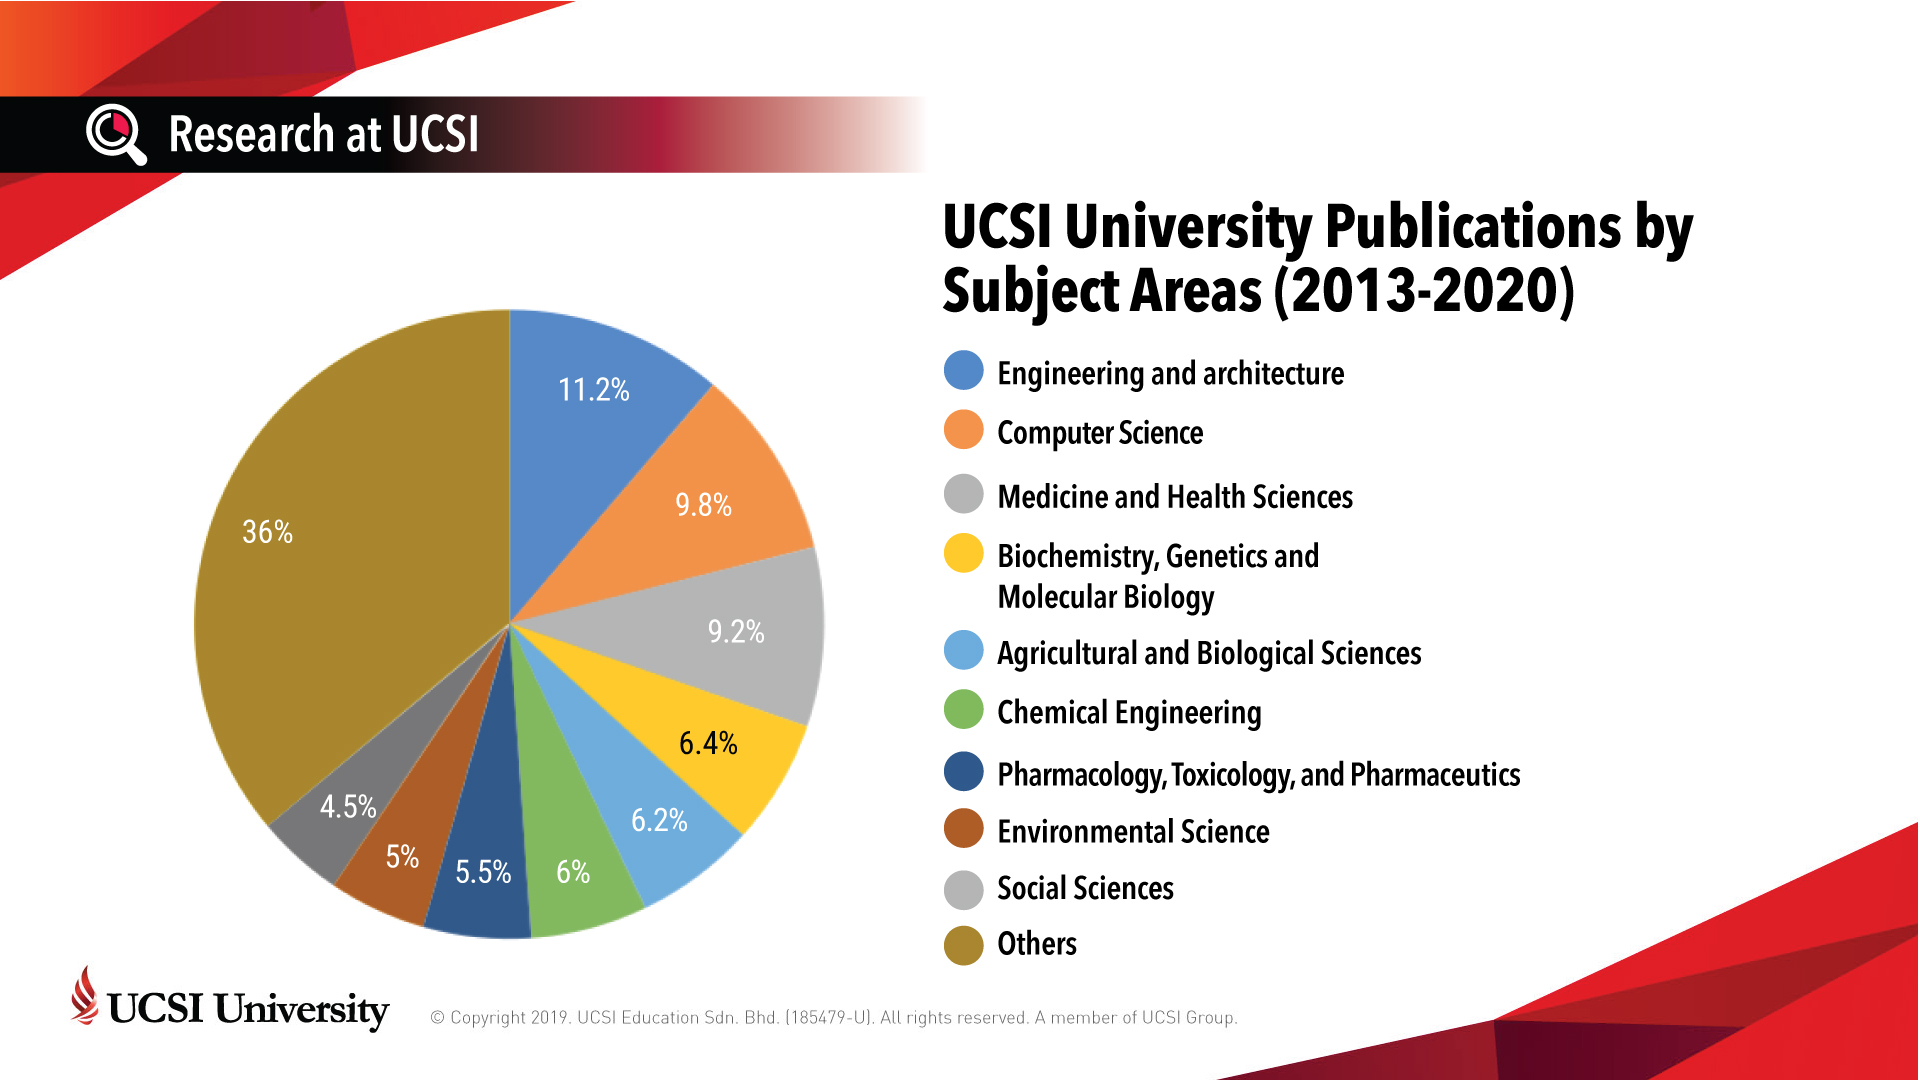 Research at UCSI
UCSI University Publications by
Subject Areas (2013-2020)
11.2%
9.8%
9.2%
6.4%
6.2%
6%
5.5%
5%
4.5%
36%
Engineering and architecture
Computer Science
Medicine and Health Sciences
Biochemistry, Genetics and
Molecular Biology
Agricultural and Biological Sciences
Chemical Engineering
Pharmacology, Toxicology, and Pharmaceutics
Environmental Science
Social Sciences
Others
UCSI University
© Copyright 2019. UCSI Education Sdn. Bhd. (185479-U). All rights reserved. A member of UCSI Group.